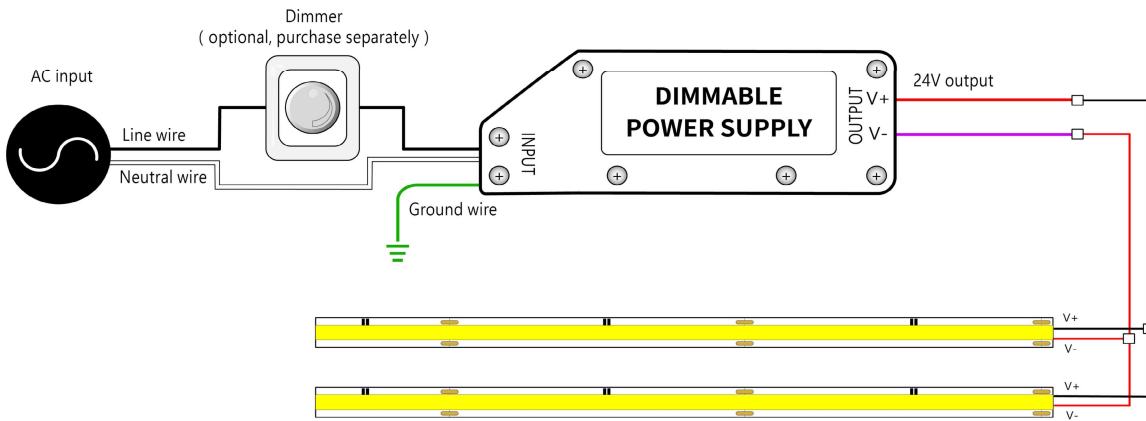 Dimmer
( optional, purchase separately )
AC input
Line wire
Neutral wire
Ground wire
INPUT
DIMMABLE
POWER SUPPLY
OUTPUT
V+
V-
24V output
V+
V-
V+
V-